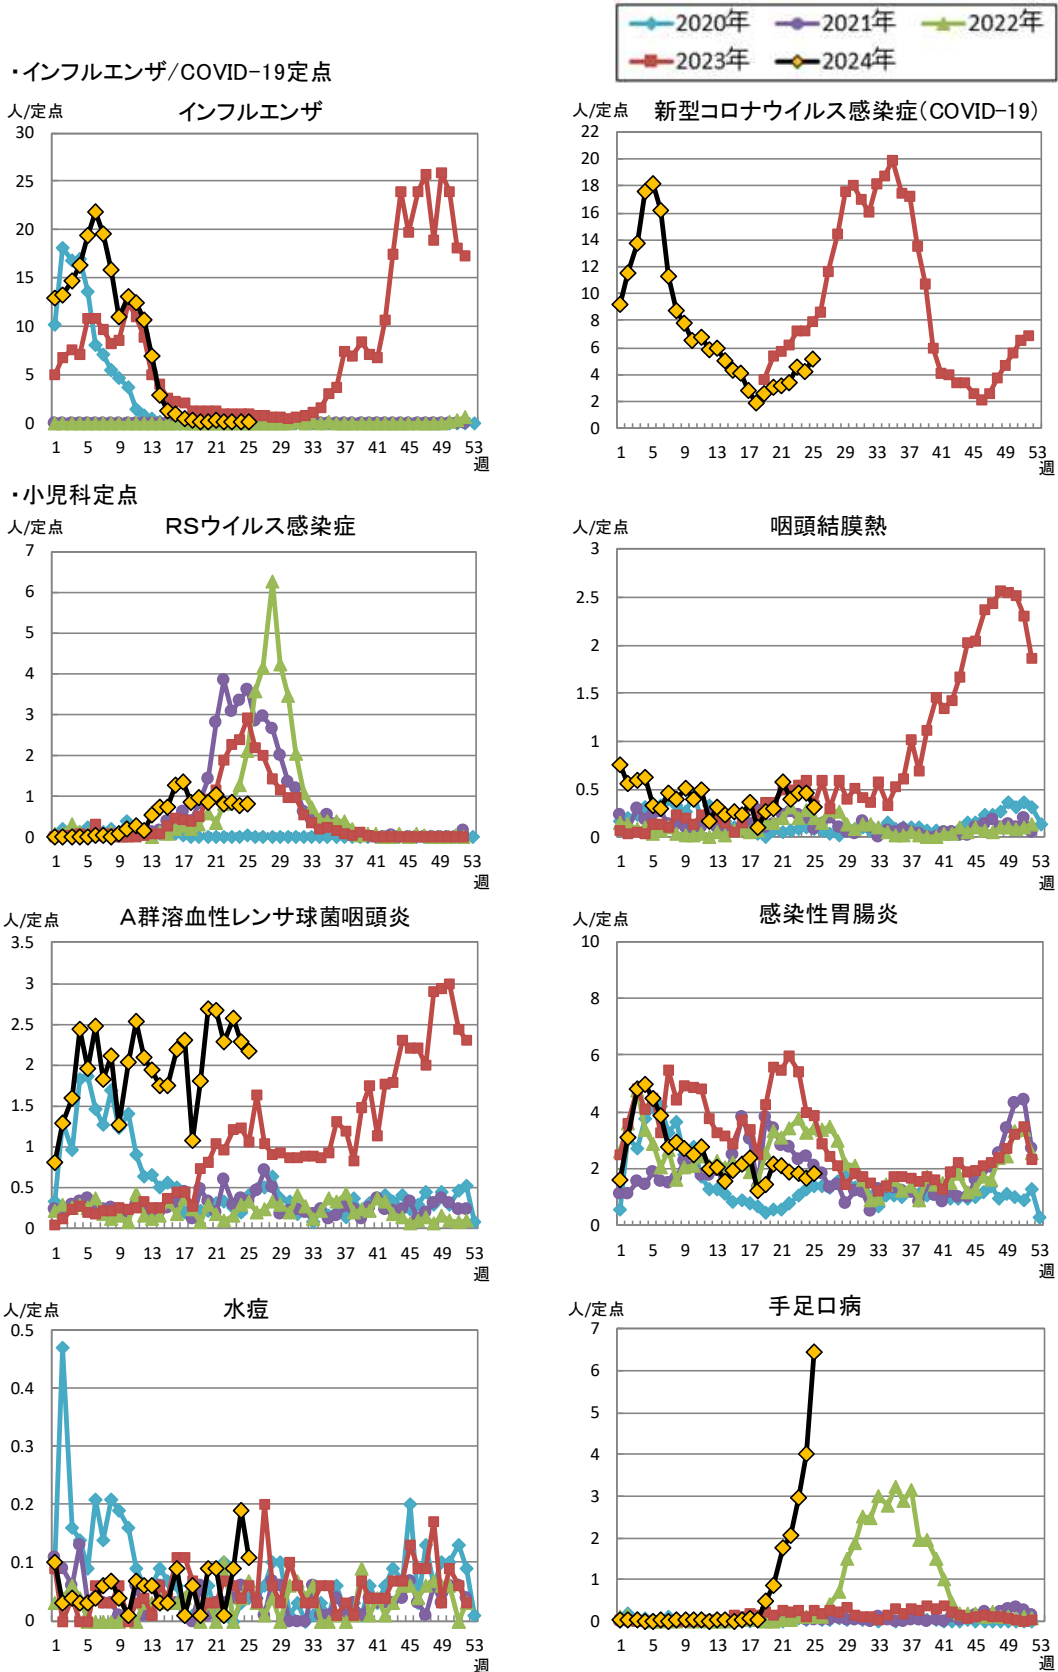 2020年 2021年 2022年
2023年 2024年
・インフルエンザ/COVID-19定点
人/定点 インフルエンザ
30
25
20
15
10
5
0
1 5 9 13 17 21 25 29 33 37 41 45 49 53
週
人/定点 新型コロナウイルス感染症(COVID-19)
22
20
18
16
14
12
10
8
6
4
2
0
1 5 9 13 17 21 25 29 33 37 41 45 49 53
週
・小児科定点
人/定点 RSウイルス感染症
7
6
5
4
3
2
1
0
1 5 9 13 17 21 25 29 33 37 41 45 49 53
週
人/定点 咽頭結膜熱
3
2.5
2
1.5
1
0.5
0
1 5 9 13 17 21 25 29 33 37 41 45 49 53
週
人/定点 A群溶血性レンサ球菌咽頭炎
3.5
3
2.5
2
1.5
1
0.5
0
1 5 9 13 17 21 25 29 33 37 41 45 49 53
週
人/定点 感染性胃腸炎
10
8
6
4
2
0
1 5 9 13 17 21 25 29 33 37 41 45 49 53
週
人/定点 水痘
0.5
0.4
0.3
0.2
0.1
0
1 5 9 13 17 21 25 29 33 37 41 45 49 53
週
人/定点 手足口病
7
6
5
4
3
2
1
0
1 5 9 13 17 21 25 29 33 37 41 45 49 53
週